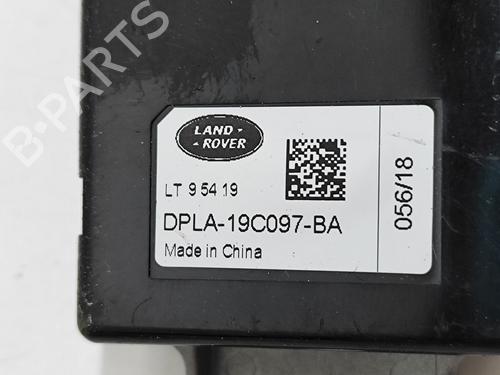 B-PARTS
LAND-
-ROVER
LT 9 54 19
DPLA-19C097-BA
Made in China
056/18